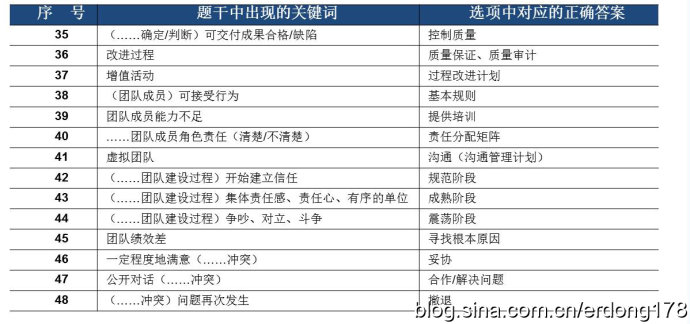 序 号 题干中出现的关键词 选项中对应的正确答案
35 （……确定/判断）可交付成果合格/缺陷 控制质量
36 改进过程 质量保证、质量审计
37 增值活动 过程改进计划
38 （团队成员）可接受行为 基本规则
39 团队成员能力不足 提供培训
40 ……团队成员角色责任（清楚/不清楚） 责任分配矩阵
41 虚拟团队 沟通（沟通管理计划）
42 （……团队建设过程）开始建立信任 规范阶段
43 （……团队建设过程）集体责任感、责任心、有序的单位 成熟阶段
44 （……团队建设过程）争吵、对立、斗争 震荡阶段
45 团队绩效差 寻找根本原因
46 一定程度地满意（……冲突） 妥协
47 公开对话（……冲突） 合作/解决问题
48 （……冲突）问题再次发生 撤退
blog.sina.com.cn/erdong178